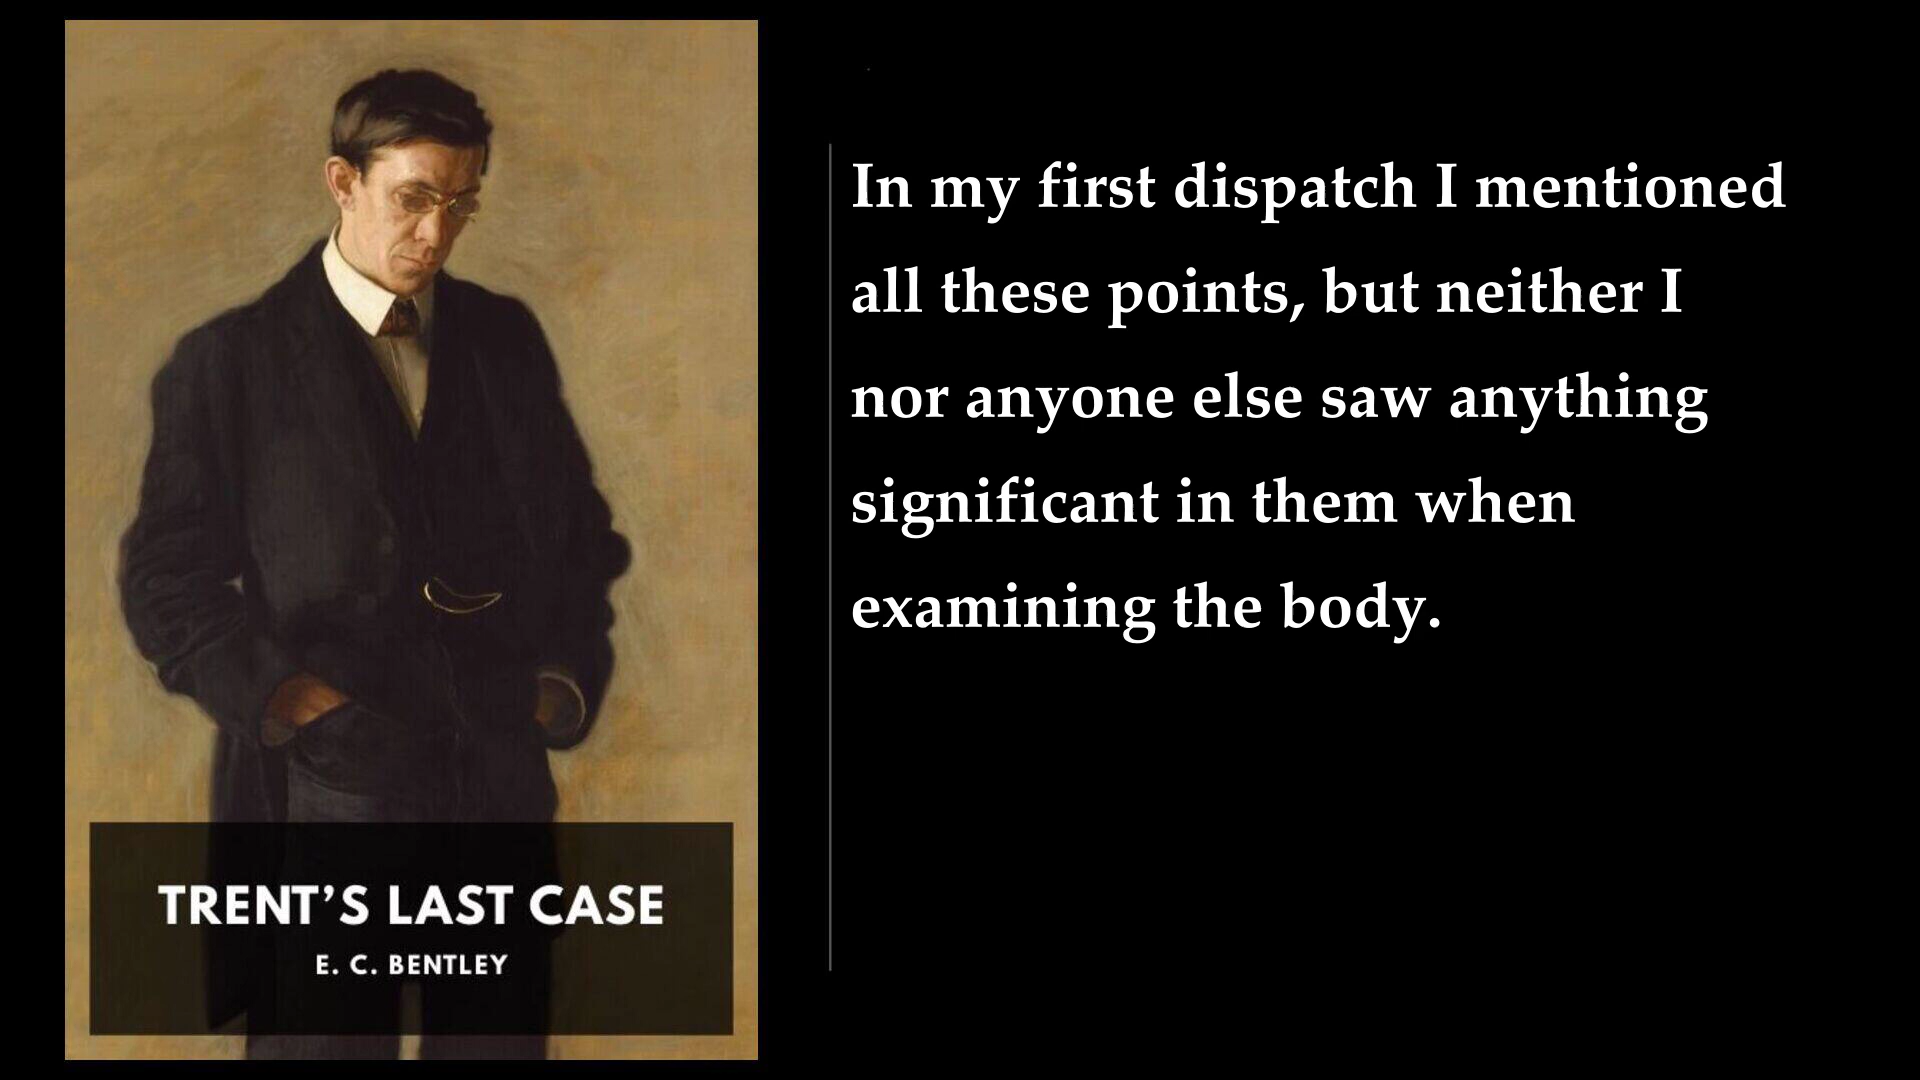 TRENT’S LAST CASE
E. C. BENTLEY
In my first dispatch I mentioned
all these points, but neither I
nor anyone else saw anything
significant in them when
examining the body.